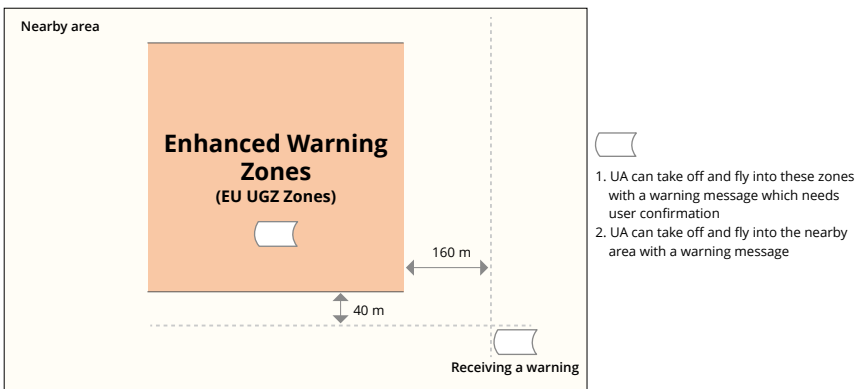 Nearby area
Enhanced Warning
Zones
(EU UGZ Zones)
160 m
40 m
Receiving a warning
1. UA can take off and fly into these zones
with a warning message which needs
user confirmation
2. UA can take off and fly into the nearby
area with a warning message